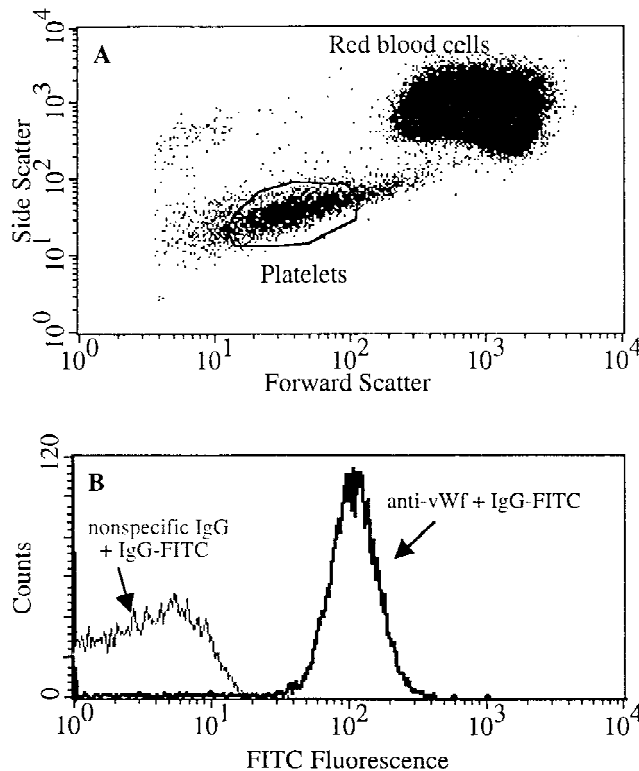 A
Red blood cells
Side Scatter
10^4
10^3
10^2
10^1
10^0
Platelets
10^0 10^1 10^2 10^3 10^4
Forward Scatter
B
120
Counts
0
nonspecific IgG
+ IgG-FITC
anti-vWf + IgG-FITC
10^0 10^1 10^2 10^3 10^4
FITC Fluorescence